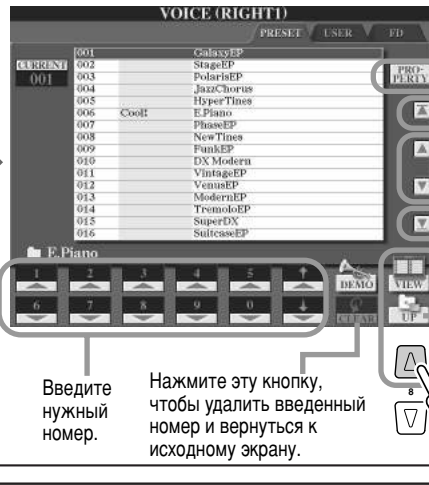 VOICE (RIGHT1)
PRESET USER FD
CURRENT
001
001 GalaxyEP
002 StageEP
003 PolarisEP
004 JazzChorus
005 HyperTines
006 Cool! E.Piano
007 PhaseEP
008 NewTines
009 FunkEP
010 DX Modern
011 VintageEP
012 VenusEP
013 ModernEP
014 TremoloEP
015 SuperDX
016 SuitcaseEP
PRO-
PERTY
E.Piano
1 2 3 4 5
6 7 8 9 0
DEMO VIEW
CLEAR UP
8
Введите
нужный
номер.
Нажмите эту кнопку,
чтобы удалить введенный
номер и вернуться к
исходному экрану.